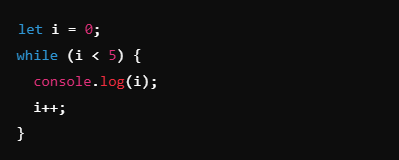 let i = 0;
while (i < 5) {
  console.log(i);
  i++;
}